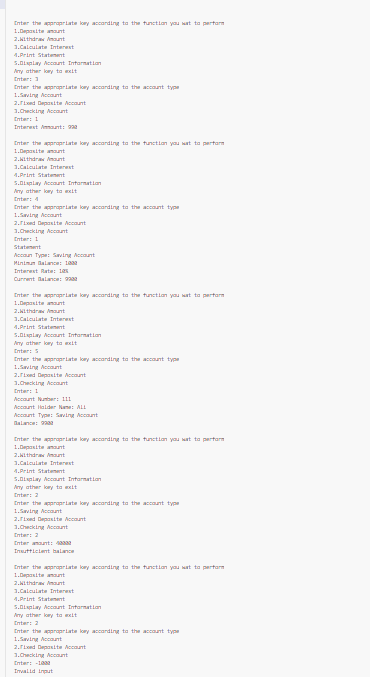 Enter the appropriate key according to the function you wat to perform
1.Deposite amount
2.Withdraw Amount
3.Calculate Interest
4.Print Statement
5.Display Account Information
Any other key to exit
Enter: 3
Enter the appropriate key according to the account type
1.Saving Account
2.Fixed Deposite Account
3.Checking Account
Enter: 1
Interest Ammount: 990
Enter the appropriate key according to the function you wat to perform
1.Deposite amount
2.Withdraw Amount
3.Calculate Interest
4.Print Statement
5.Display Account Information
Any other key to exit
Enter: 4
Enter the appropriate key according to the account type
1.Saving Account
2.Fixed Deposite Account
3.Checking Account
Enter: 1
Statement
Accoun Type: Saving Account
Minimum Balance: 1000
Interest Rate: 10%
Current Balance: 9900
Enter the appropriate key according to the function you wat to perform
1.Deposite amount
2.Withdraw Amount
3.Calculate Interest
4.Print Statement
5.Display Account Information
Any other key to exit
Enter: 5
Enter the appropriate key according to the account type
1.Saving Account
2.Fixed Deposite Account
3.Checking Account
Enter: 1
Account Number: 111
Account Holder Name: Ali
Account Type: Saving Account
Balance: 9900
Enter the appropriate key according to the function you wat to perform
1.Deposite amount
2.Withdraw Amount
3.Calculate Interest
4.Print Statement
5.Display Account Information
Any other key to exit
Enter: 2
Enter the appropriate key according to the account type
1.Saving Account
2.Fixed Deposite Account
3.Checking Account
Enter: 2
Enter amount: 40000
Insufficient balance
Enter the appropriate key according to the function you wat to perform
1.Deposite amount
2.Withdraw Amount
3.Calculate Interest
4.Print Statement
5.Display Account Information
Any other key to exit
Enter: 2
Enter the appropriate key according to the account type
1.Saving Account
2.Fixed Deposite Account
3.Checking Account
Enter: -1000
Invalid input